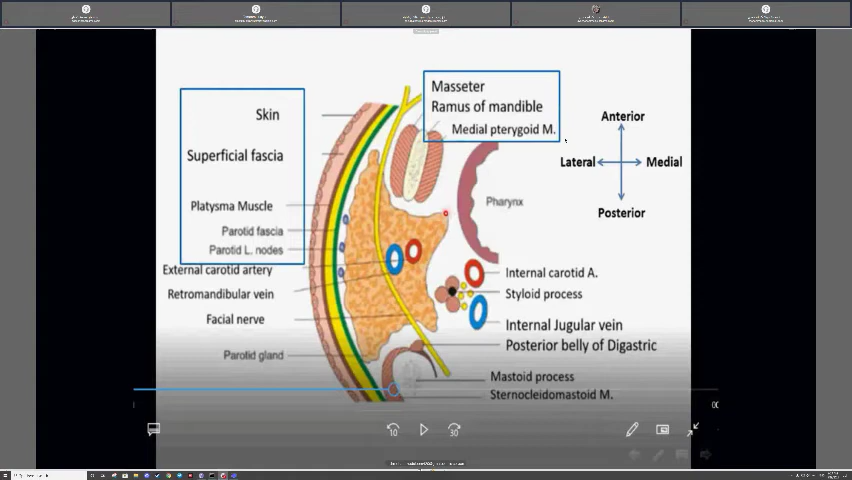 Masseter
Ramus of mandible
Medial pterygoid M.
Skin
Superficial fascia
Platysma Muscle
Parotid fascia
Parotid L. nodes
External carotid artery
Retromandibular vein
Facial nerve
Parotid gland
Pharynx
Internal carotid A.
Styloid process
Internal Jugular vein
Posterior belly of Digastric
Mastoid process
Sternocleidomastoid M.
Anterior
Lateral
Medial
Posterior
10
30